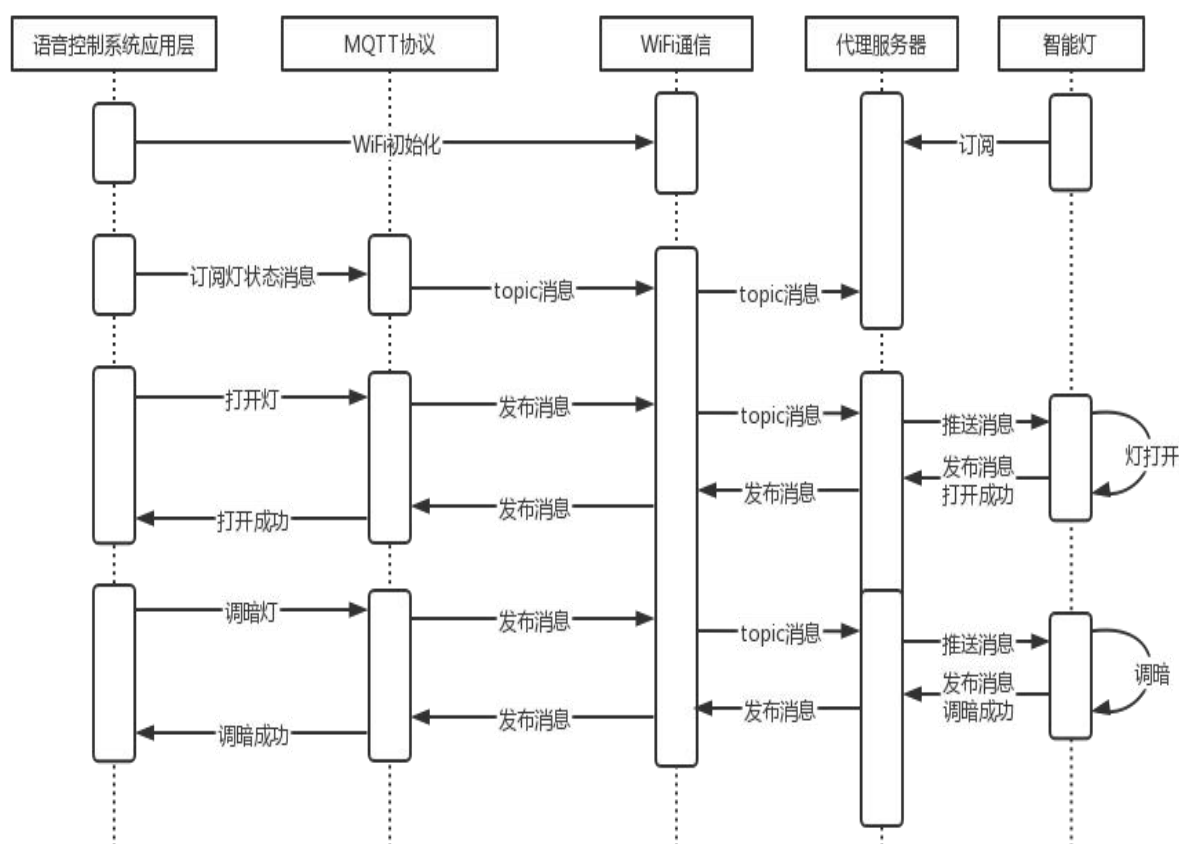 语音控制系统应用层
MQTT协议
WiFi通信
代理服务器
智能灯
WiFi初始化
订阅
订阅灯状态消息
topic消息
topic消息
打开灯
发布消息
topic消息
推送消息
灯打开
发布消息
打开成功
发布消息
发布消息
打开成功
调暗灯
发布消息
topic消息
推送消息
调暗
发布消息
调暗成功
发布消息
发布消息
调暗成功